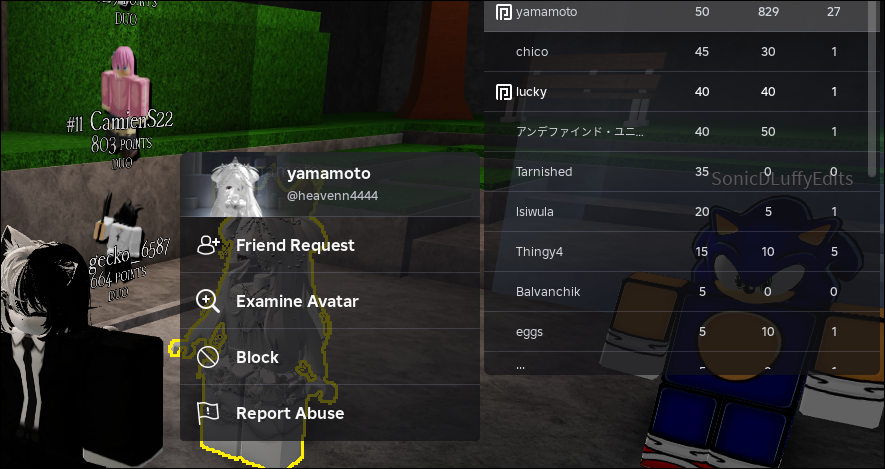 DUO
#11 CamienS22
803 POINTS
DUO
gecko_6587
664 POINTS
DUO
yamamoto
@heavenn4444
Friend Request
Examine Avatar
Block
Report Abuse
yamamoto 50 829 27
chico 45 30 1
lucky 40 40 1
アンデファインド・ユニ... 40 50 1
Tarnished 35 0 0
SonicDLuffyEdits
Isiwula 20 5 1
Thingy4 15 10 5
Balvanchik 5 0 0
eggs 5 10 1